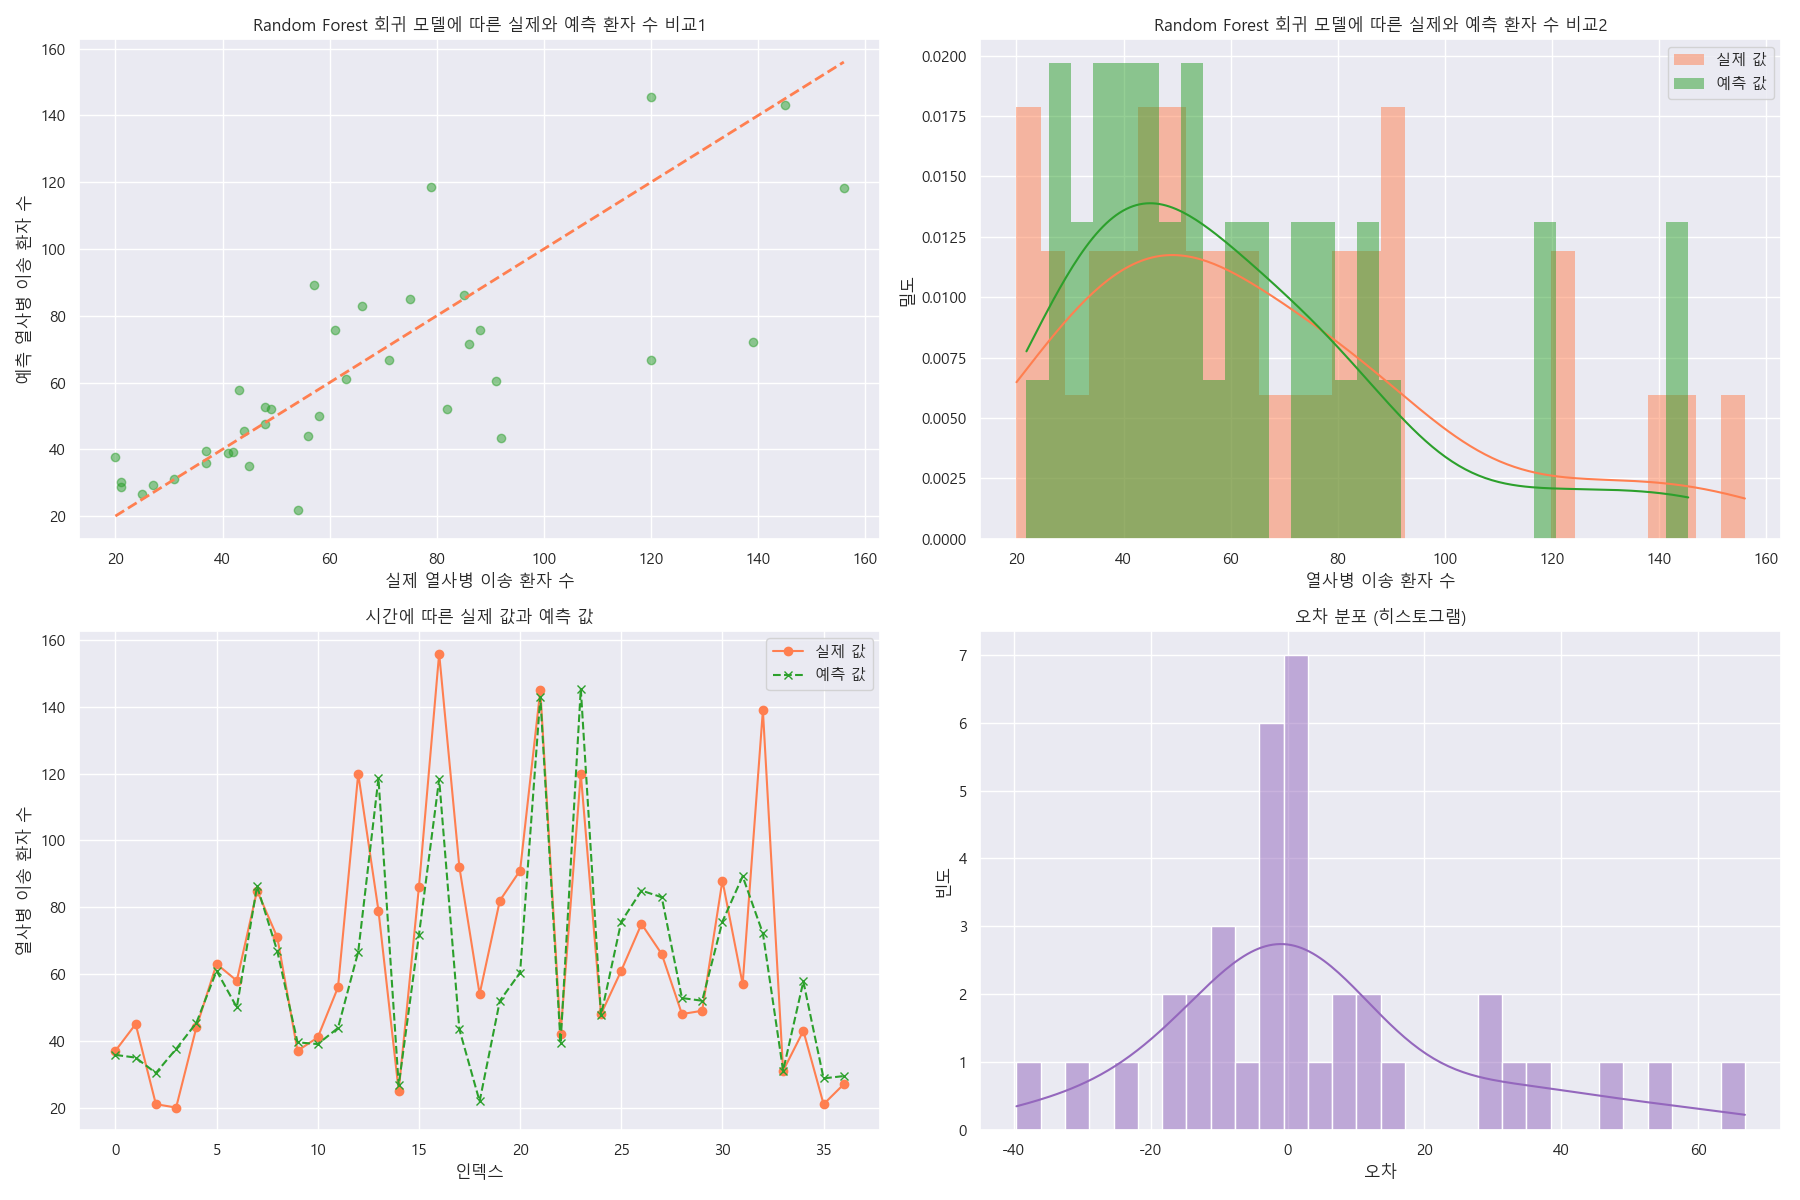 Random Forest 회귀 모델에 따른 실제와 예측 환자 수 비교1
160
140
120
100
80
60
40
20
예측 열사병 이송 환자 수
20 40 60 80 100 120 140 160
실제 열사병 이송 환자 수
Random Forest 회귀 모델에 따른 실제와 예측 환자 수 비교2
실제 값
예측 값
0.0200
0.0175
0.0150
0.0125
0.0100
0.0075
0.0050
0.0025
0.0000
밀도
20 40 60 80 100 120 140 160
열사병 이송 환자 수
시간에 따른 실제 값과 예측 값
실제 값
예측 값
160
140
120
100
80
60
40
20
열사병 이송 환자 수
0 5 10 15 20 25 30 35
인덱스
오차 분포 (히스토그램)
7
6
5
4
3
2
1
0
빈도
-40 -20 0 20 40 60
오차